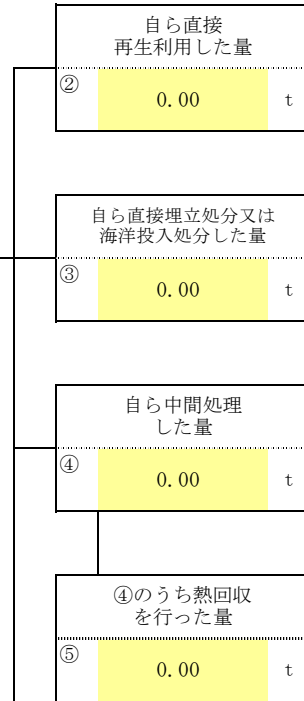 自ら直接
再生利用した量
②
0.00 t
自ら直接埋立処分又は
海洋投入処分した量
③
0.00 t
自ら中間処理
した量
④
0.00 t
④のうち熱回収
を行った量
⑤
0.00 t